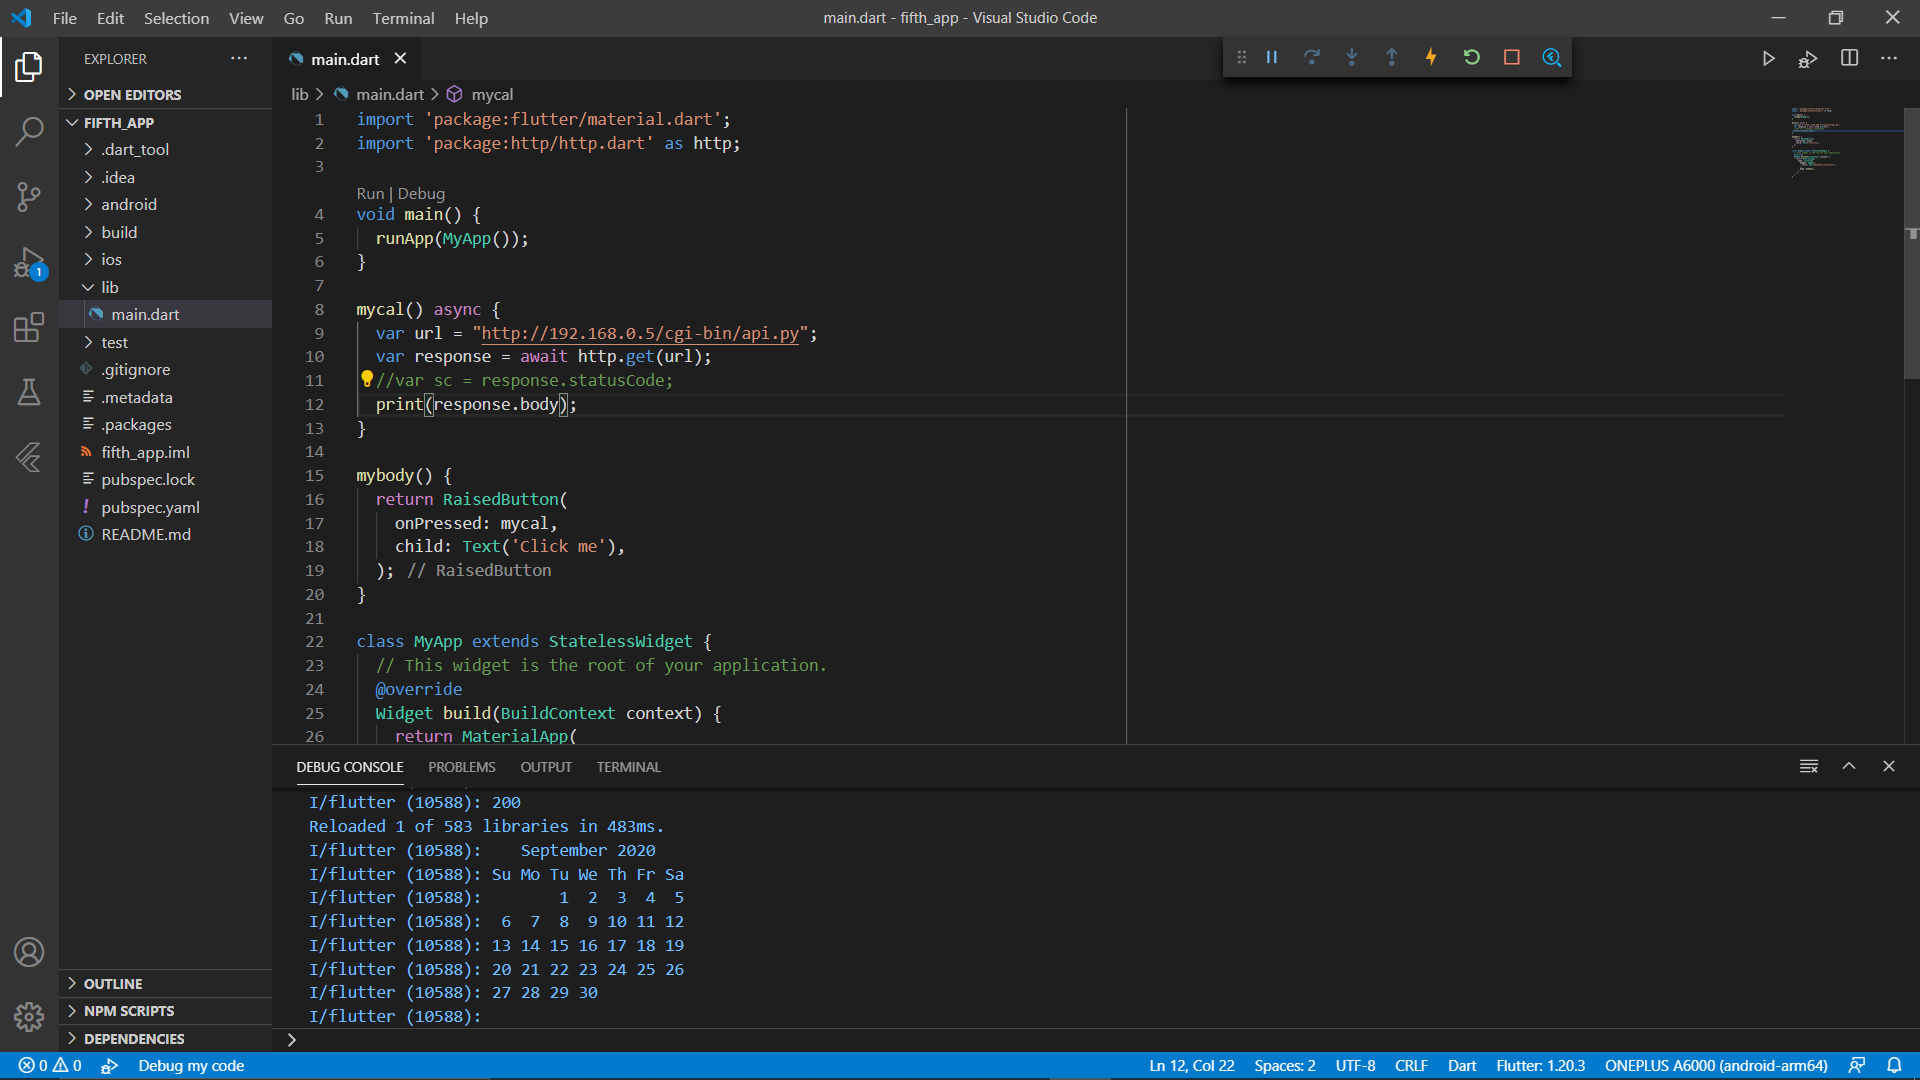 File Edit Selection View Go Run Terminal Help
main.dart - fifth_app - Visual Studio Code
EXPLORER
main.dart
OPEN EDITORS
FIFTH_APP
.dart_tool
.idea
android
build
ios
lib
main.dart
test
.gitignore
.metadata
.packages
fifth_app.iml
pubspec.lock
! pubspec.yaml
README.md
OUTLINE
NPM SCRIPTS
DEPENDENCIES
1
lib > main.dart > mycal
1 import 'package:flutter/material.dart';
2 import 'package:http/http.dart' as http;
3
Run | Debug
4 void main() {
5 runApp(MyApp());
6 }
7
8 mycal() async {
9 var url = "http://192.168.0.5/cgi-bin/api.py";
10 var response = await http.get(url);
11 //var sc = response.statusCode;
12 print(response.body);
13 }
14
15 mybody() {
16 return RaisedButton(
17 onPressed: mycal,
18 child: Text('Click me'),
19 ); // RaisedButton
20 }
21
22 class MyApp extends StatelessWidget {
23 // This widget is the root of your application.
24 @override
25 Widget build(BuildContext context) {
26 return MaterialApp(
DEBUG CONSOLE PROBLEMS OUTPUT TERMINAL
I/flutter (10588): 200
Reloaded 1 of 583 libraries in 483ms.
I/flutter (10588):    September 2020
I/flutter (10588): Su Mo Tu We Th Fr Sa
I/flutter (10588):        1  2  3  4  5
I/flutter (10588):  6  7  8  9 10 11 12
I/flutter (10588): 13 14 15 16 17 18 19
I/flutter (10588): 20 21 22 23 24 25 26
I/flutter (10588): 27 28 29 30
I/flutter (10588):
>
0 0 Debug my code Ln 12, Col 22 Spaces: 2 UTF-8 CRLF Dart Flutter: 1.20.3 ONEPLUS A6000 (android-arm64)